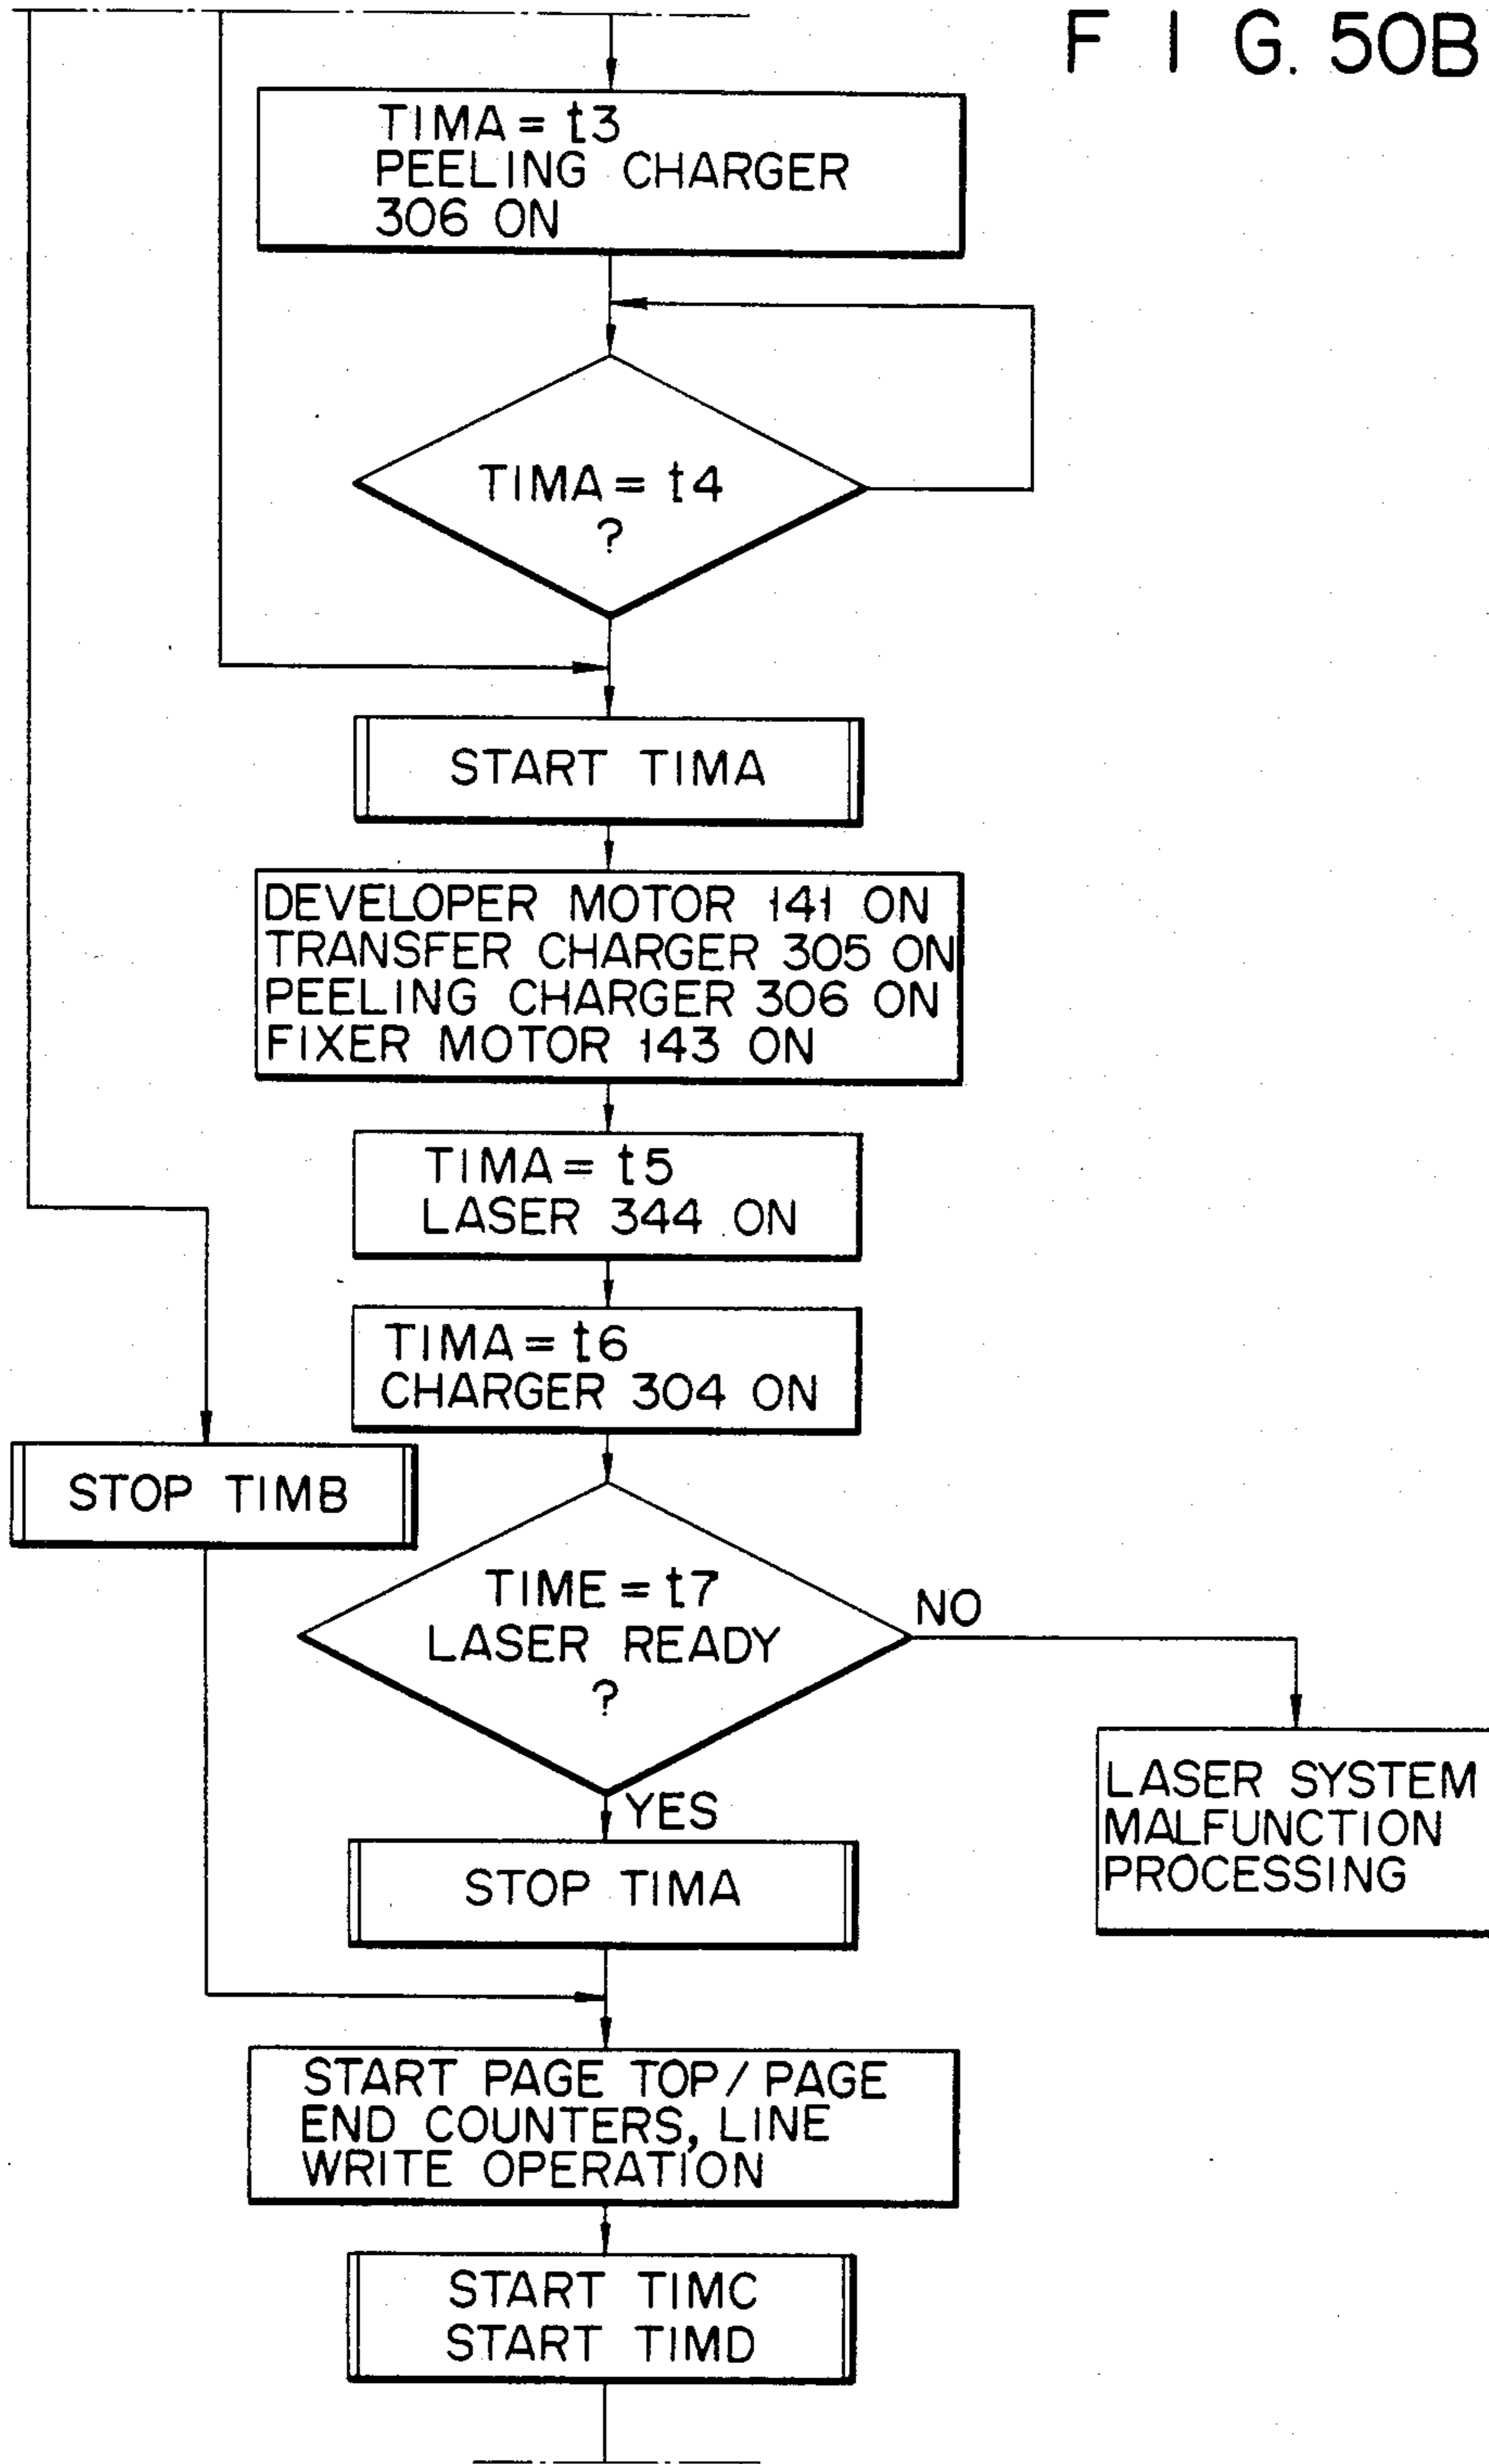 F I G. 50B
TIMA = t3
PEELING CHARGER
306 ON
TIMA = t4
?
START TIMA
DEVELOPER MOTOR 141 ON
TRANSFER CHARGER 305 ON
PEELING CHARGER 306 ON
FIXER MOTOR 143 ON
TIMA = t5
LASER 344 ON
TIMA = t6
CHARGER 304 ON
STOP TIMB
TIME = t7
LASER READY
?
NO
YES
LASER SYSTEM
MALFUNCTION
PROCESSING
STOP TIMA
START PAGE TOP / PAGE
END COUNTERS, LINE
WRITE OPERATION
START TIMC
START TIMD